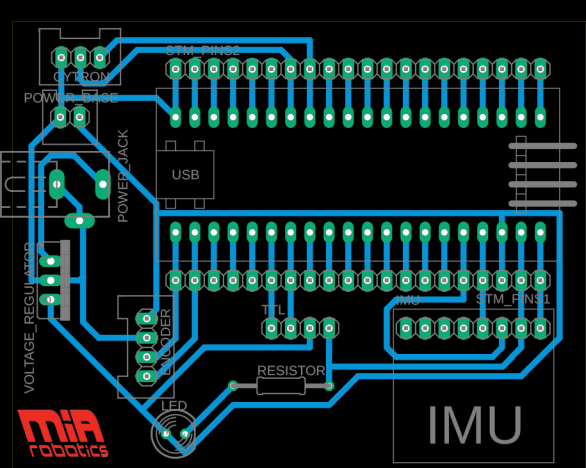 STM_PINS2
CYTRON
POWER_BASE
POWER_JACK
USB
VOLTAGE_REGULATOR
ENCODER
TTL
IMU
STM_PINS1
RESISTOR
LED
IMU
MIA
robotics